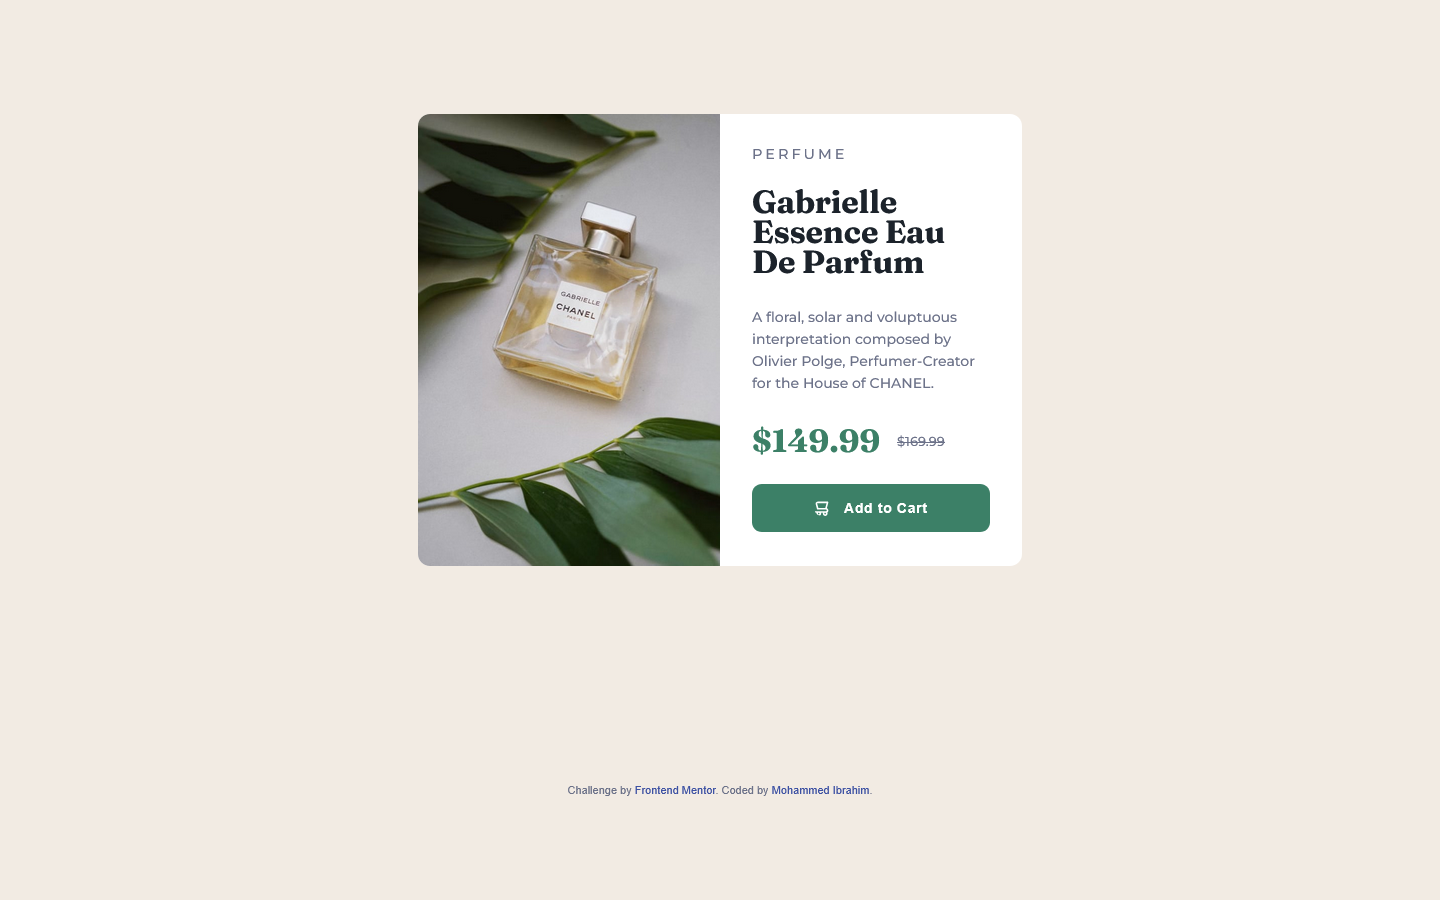 PERFUME
Gabrielle
Essence Eau
De Parfum
GABRIELLE
CHANEL
PARIS
A floral, solar and voluptuous
interpretation composed by
Olivier Polge, Perfumer-Creator
for the House of CHANEL.
$149.99 $169.99
Add to Cart
Challenge by Frontend Mentor. Coded by Mohammed Ibrahim.